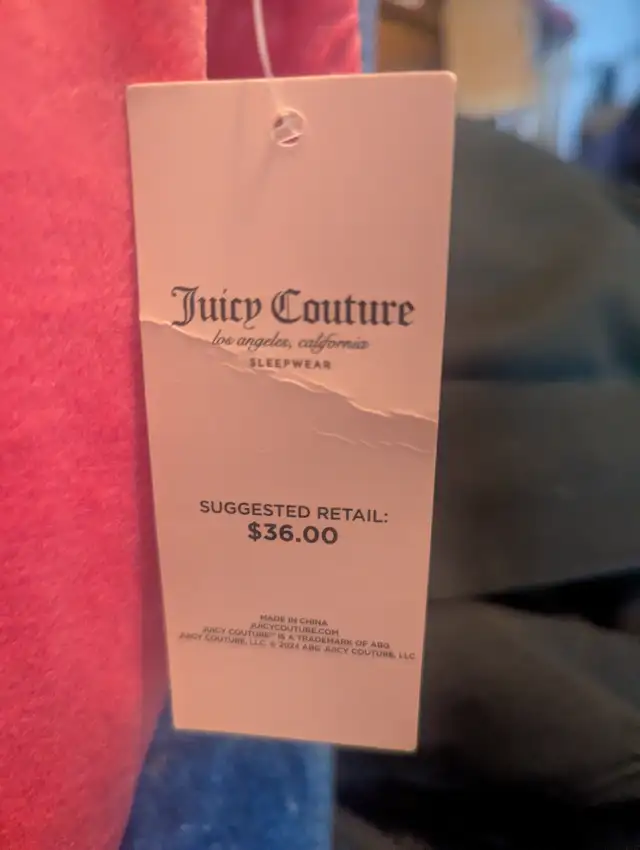 Juicy Couture
los angeles, california
SLEEPWEAR
SUGGESTED RETAIL:
$36.00
MADE IN CHINA
JUICYCOUTURE.COM
JUICY COUTURE™ IS A TRADEMARK OF ABG
JUICY COUTURE, LLC. © 2024 ABG JUICY COUTURE, LLC